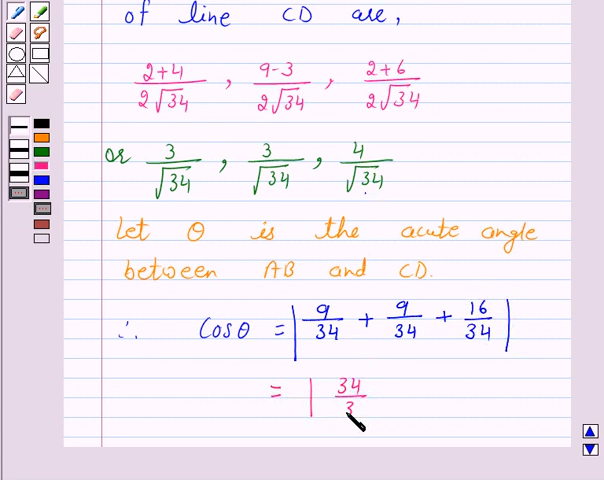 of line CD are,
2+4/2√34 , 9-3/2√34 , 2+6/2√34
or 3/√34 , 3/√34 , 4/√34
Let θ is the acute angle
between AB and CD.
∴ Cosθ = |9/34 + 9/34 + 16/34|
= | 34/3